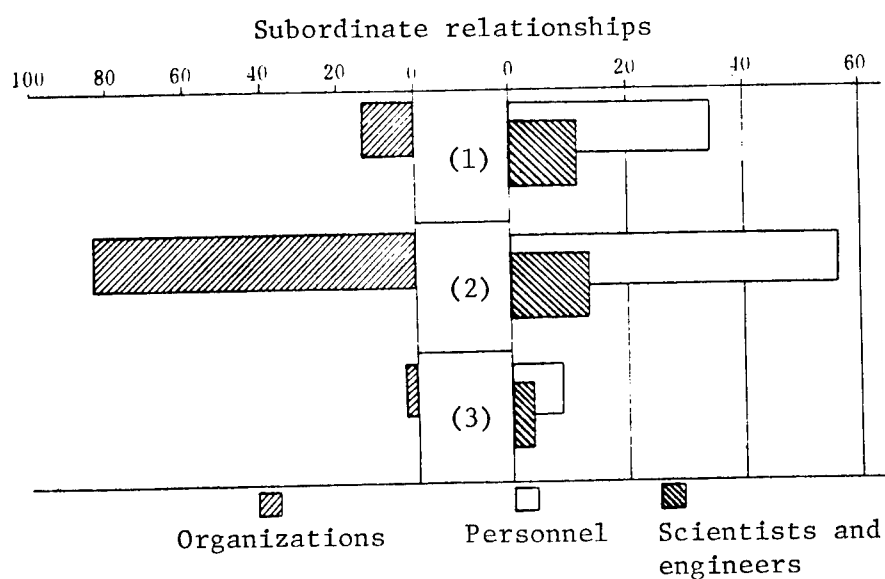 Subordinate relationships
100 80 60 40 20 0 0 20 40 60
(1)
(2)
(3)
Organizations Personnel Scientists and
engineers